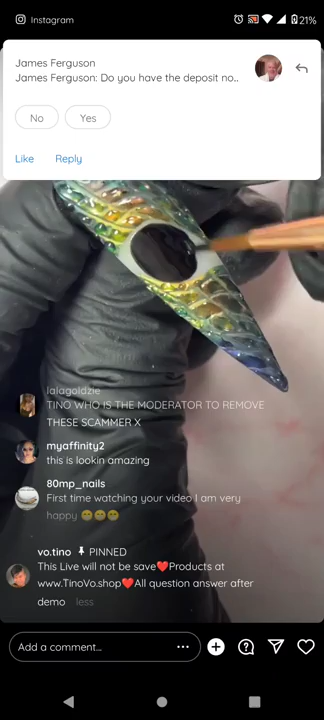 Instagram
21%
James Ferguson
James Ferguson: Do you have the deposit no..
No
Yes
Like
Reply
lalagoldzie
TINO WHO IS THE MODERATOR TO REMOVE
THESE SCAMMER X
myaffinity2
this is lookin amazing
80mp_nails
First time watching your video I am very
happy 😁😁😁
vo.tino 📌 PINNED
This Live will not be save❤️Products at
www.TinoVo.shop❤️All question answer after
demo less
Add a comment...